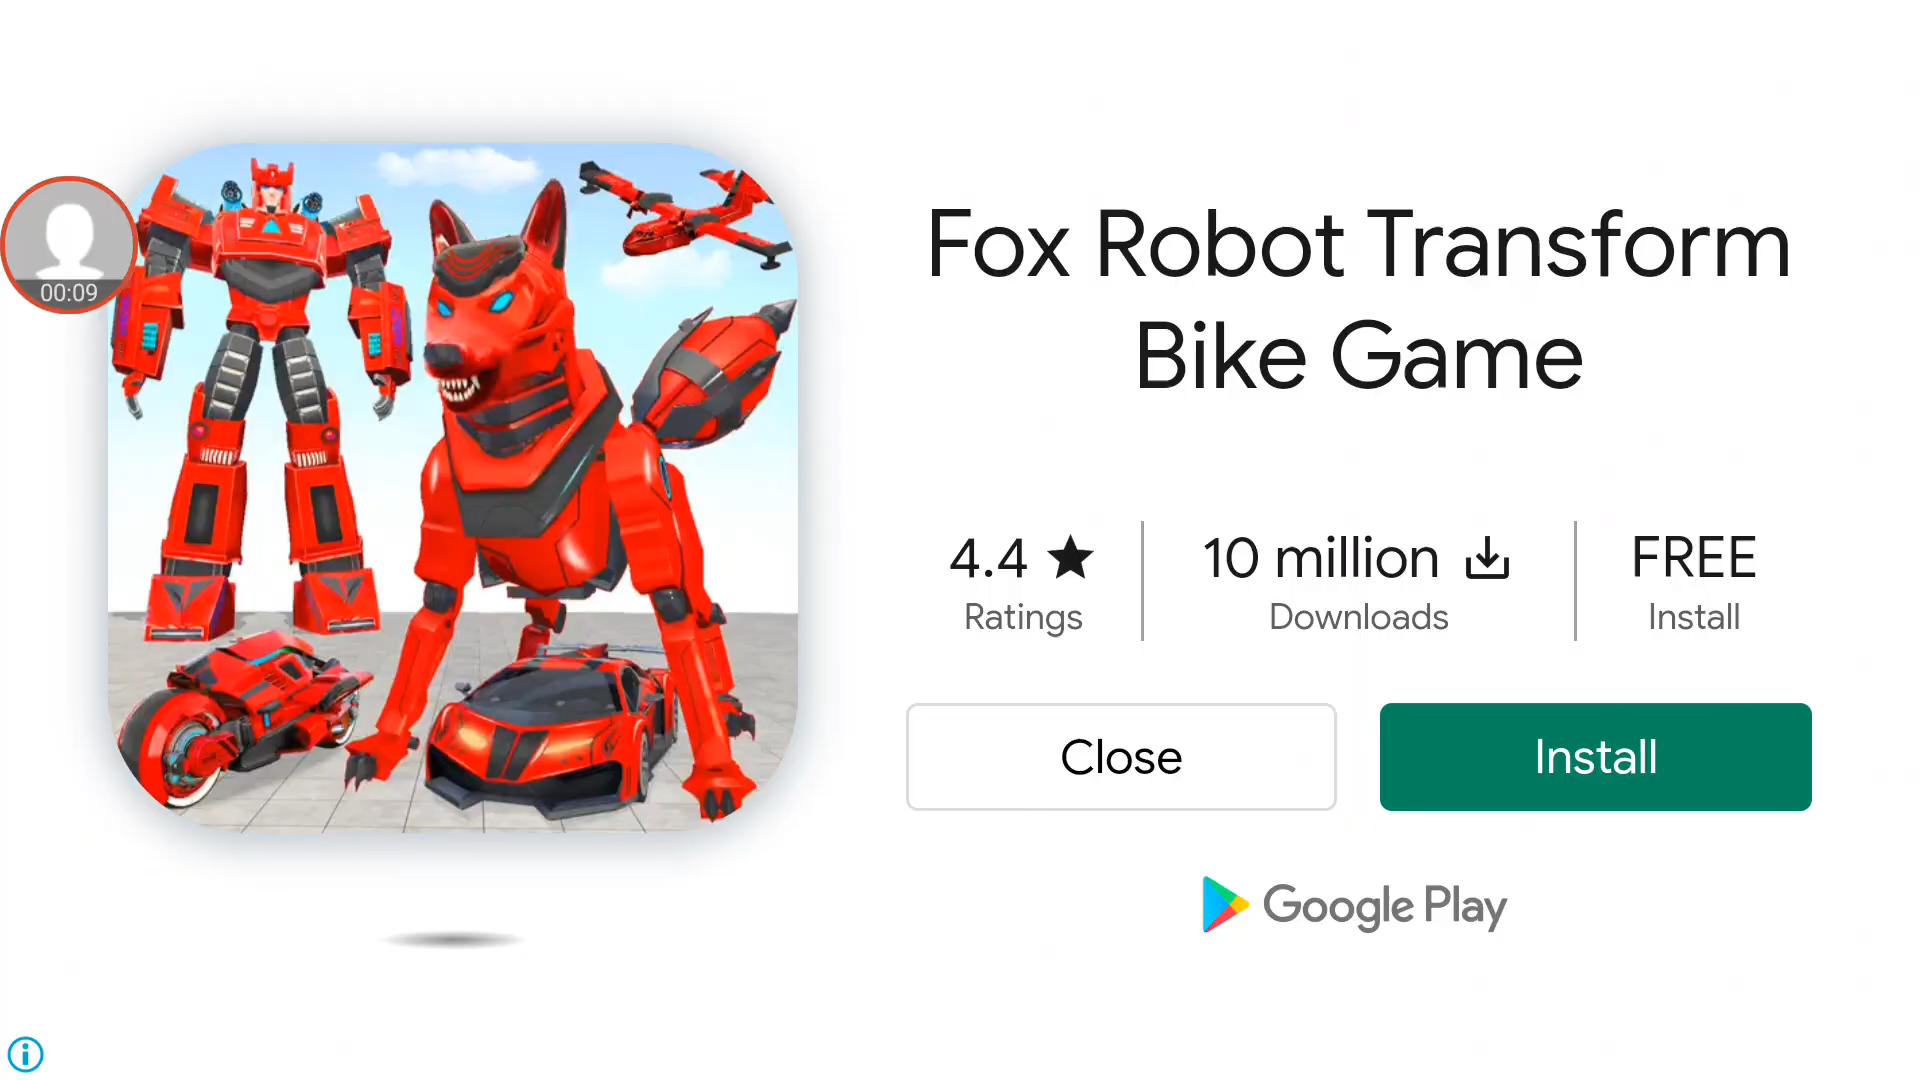 00:09
Fox Robot Transform
Bike Game
4.4
Ratings
10 million
Downloads
FREE
Install
Close
Install
Google Play